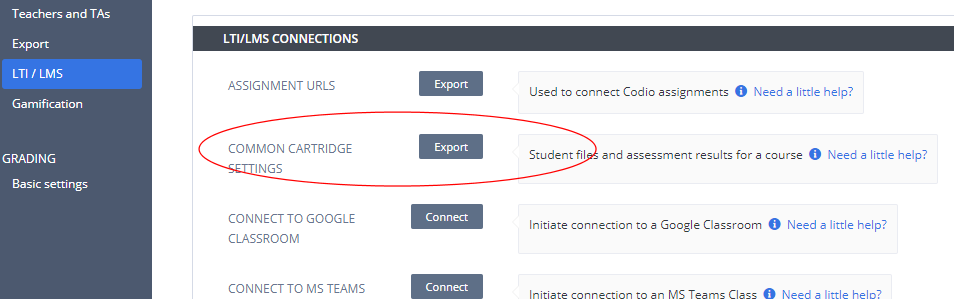 Teachers and TAs
Export
LTI / LMS
Gamification
GRADING
Basic settings
LTI/LMS CONNECTIONS
ASSIGNMENT URLS
Export
Used to connect Codio assignments Need a little help?
COMMON CARTRIDGE
SETTINGS
Export
Student files and assessment results for a course Need a little help?
CONNECT TO GOOGLE
CLASSROOM
Connect
Initiate connection to a Google Classroom Need a little help?
CONNECT TO MS TEAMS
Connect
Initiate connection to an MS Teams Class Need a little help?